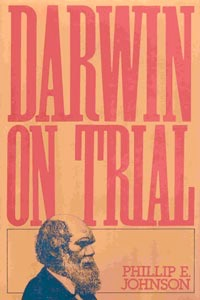 DARWIN
ON TRIAL
PHILLIP E.
JOHNSON